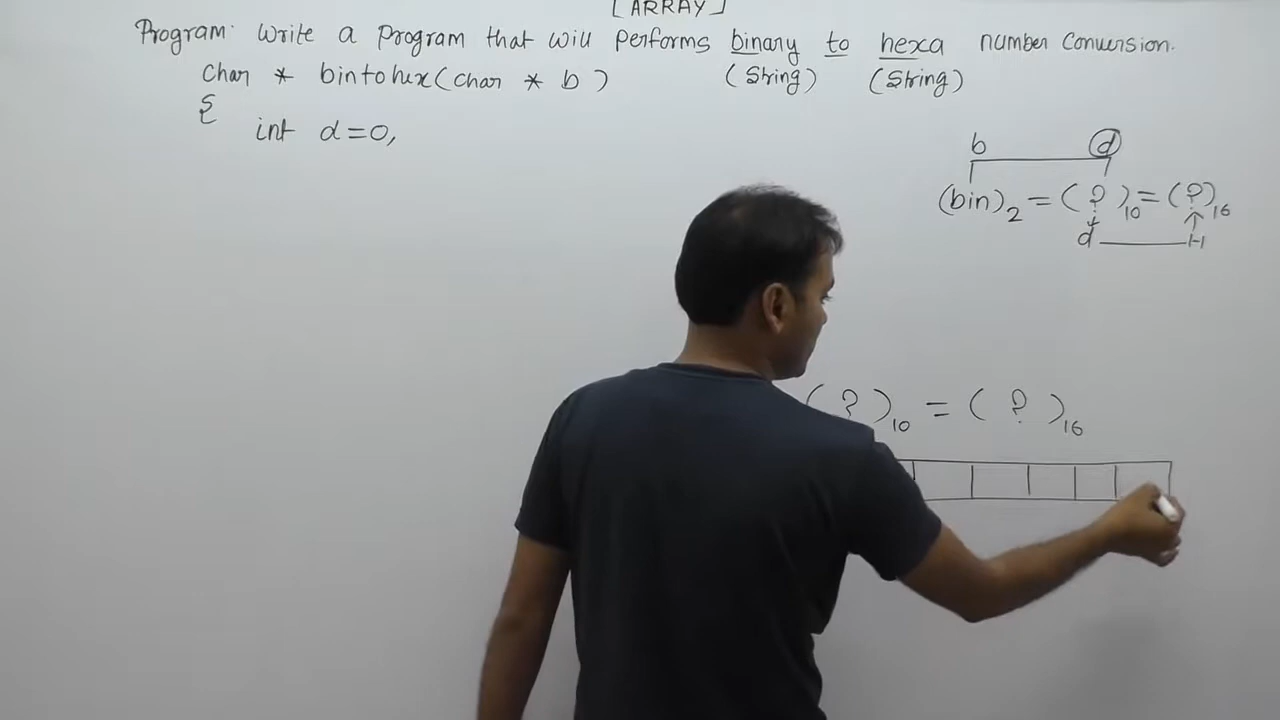 [ARRAY]
Program: Write a Program that will performs binary to hexa number Conversion.
Char * bintohex(char * b) (String) (String)
{
int d=0,
b d
(bin)2 = ( ? )10 = (?)16
d H
( ? )10 = ( ? )16